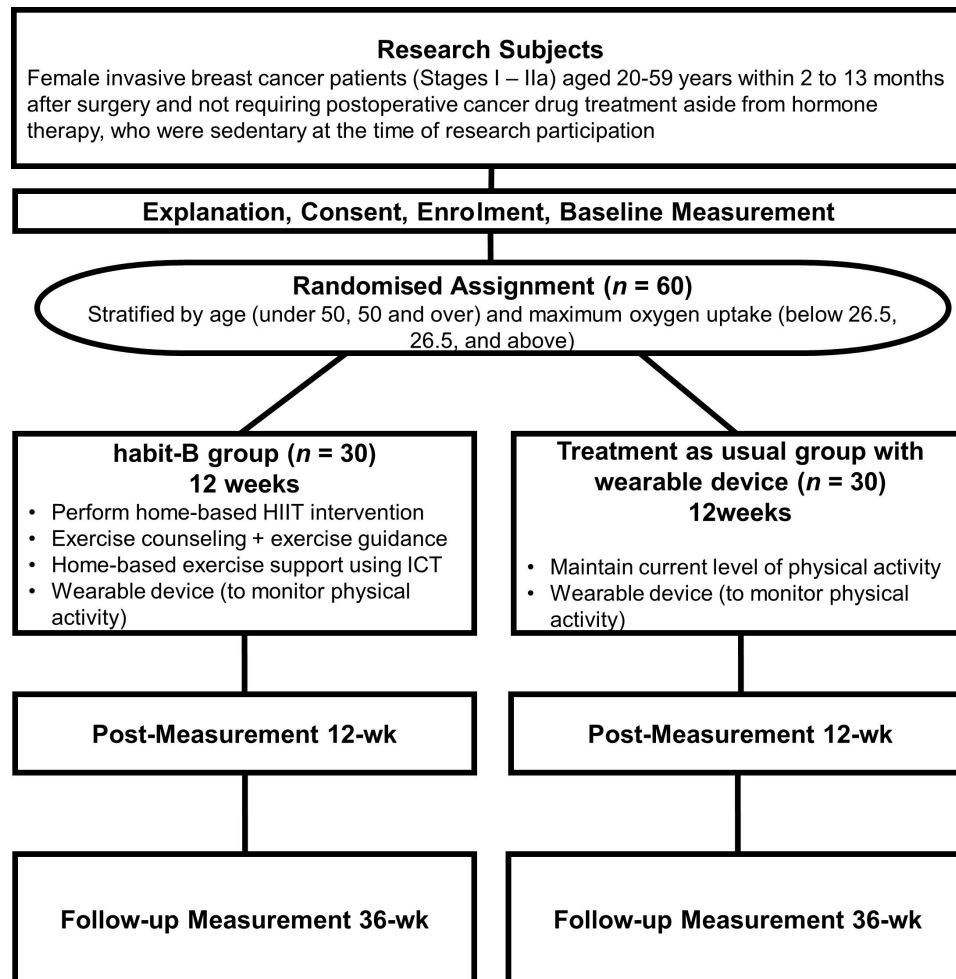 Research Subjects
Female invasive breast cancer patients (Stages I – IIa) aged 20-59 years within 2 to 13 months
after surgery and not requiring postoperative cancer drug treatment aside from hormone
therapy, who were sedentary at the time of research participation
Explanation, Consent, Enrolment, Baseline Measurement
Randomised Assignment (n = 60)
Stratified by age (under 50, 50 and over) and maximum oxygen uptake (below 26.5,
26.5, and above)
habit-B group (n = 30)
12 weeks
• Perform home-based HIIT intervention
• Exercise counseling + exercise guidance
• Home-based exercise support using ICT
• Wearable device (to monitor physical
activity)
Treatment as usual group with
wearable device (n = 30)
12weeks
• Maintain current level of physical activity
• Wearable device (to monitor physical
activity)
Post-Measurement 12-wk
Post-Measurement 12-wk
Follow-up Measurement 36-wk
Follow-up Measurement 36-wk